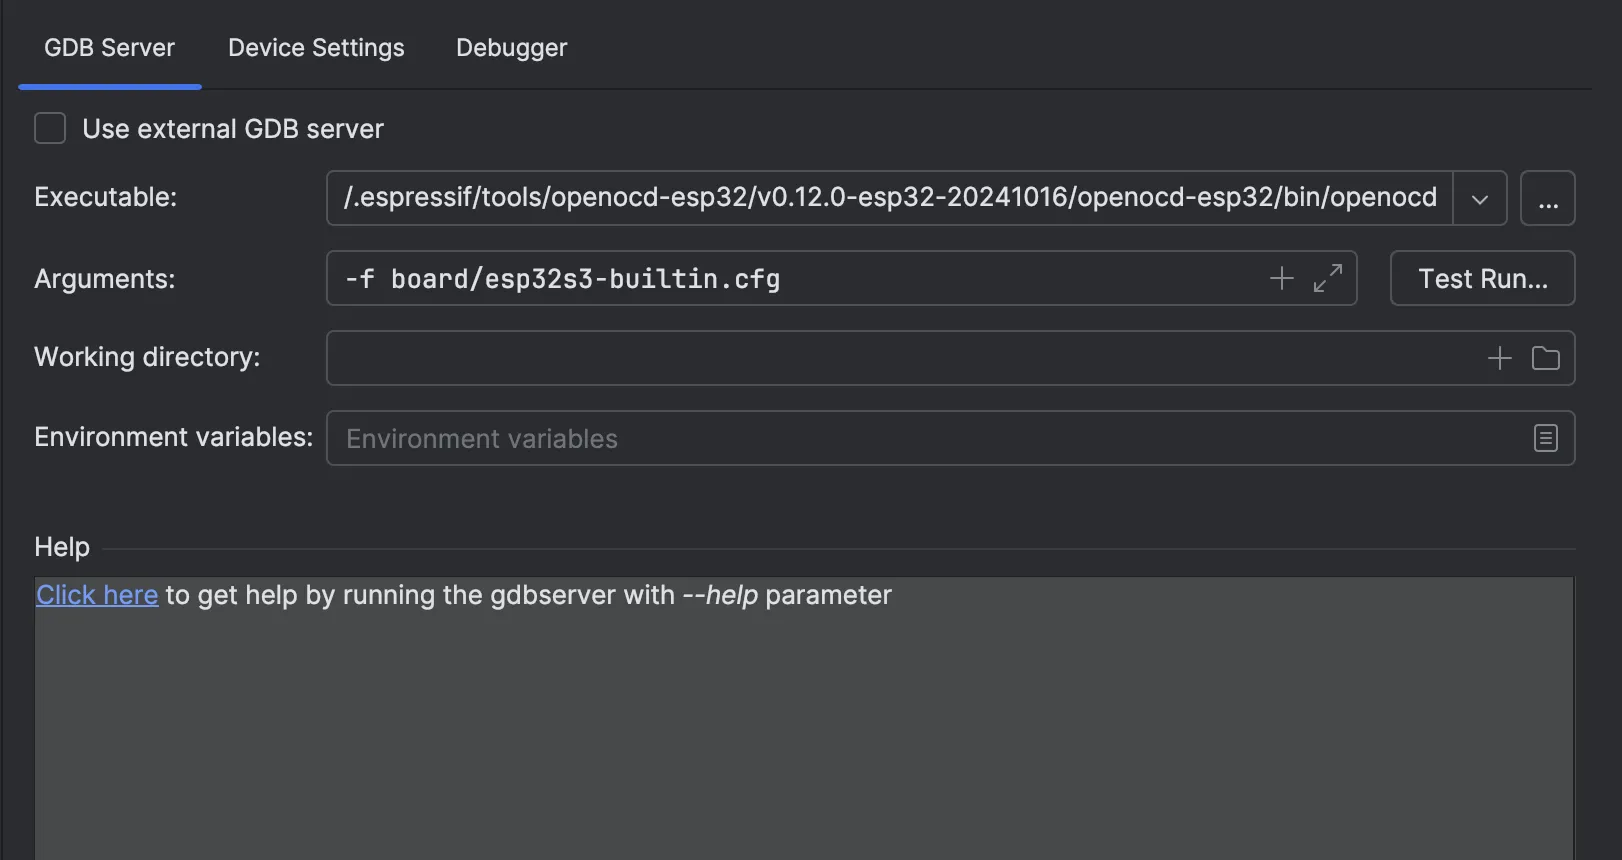 GDB Server Device Settings Debugger
Use external GDB server
Executable: /.espressif/tools/openocd-esp32/v0.12.0-esp32-20241016/openocd-esp32/bin/openocd ...
Arguments: -f board/esp32s3-builtin.cfg Test Run...
Working directory:
Environment variables: Environment variables
Help
Click here to get help by running the gdbserver with --help parameter